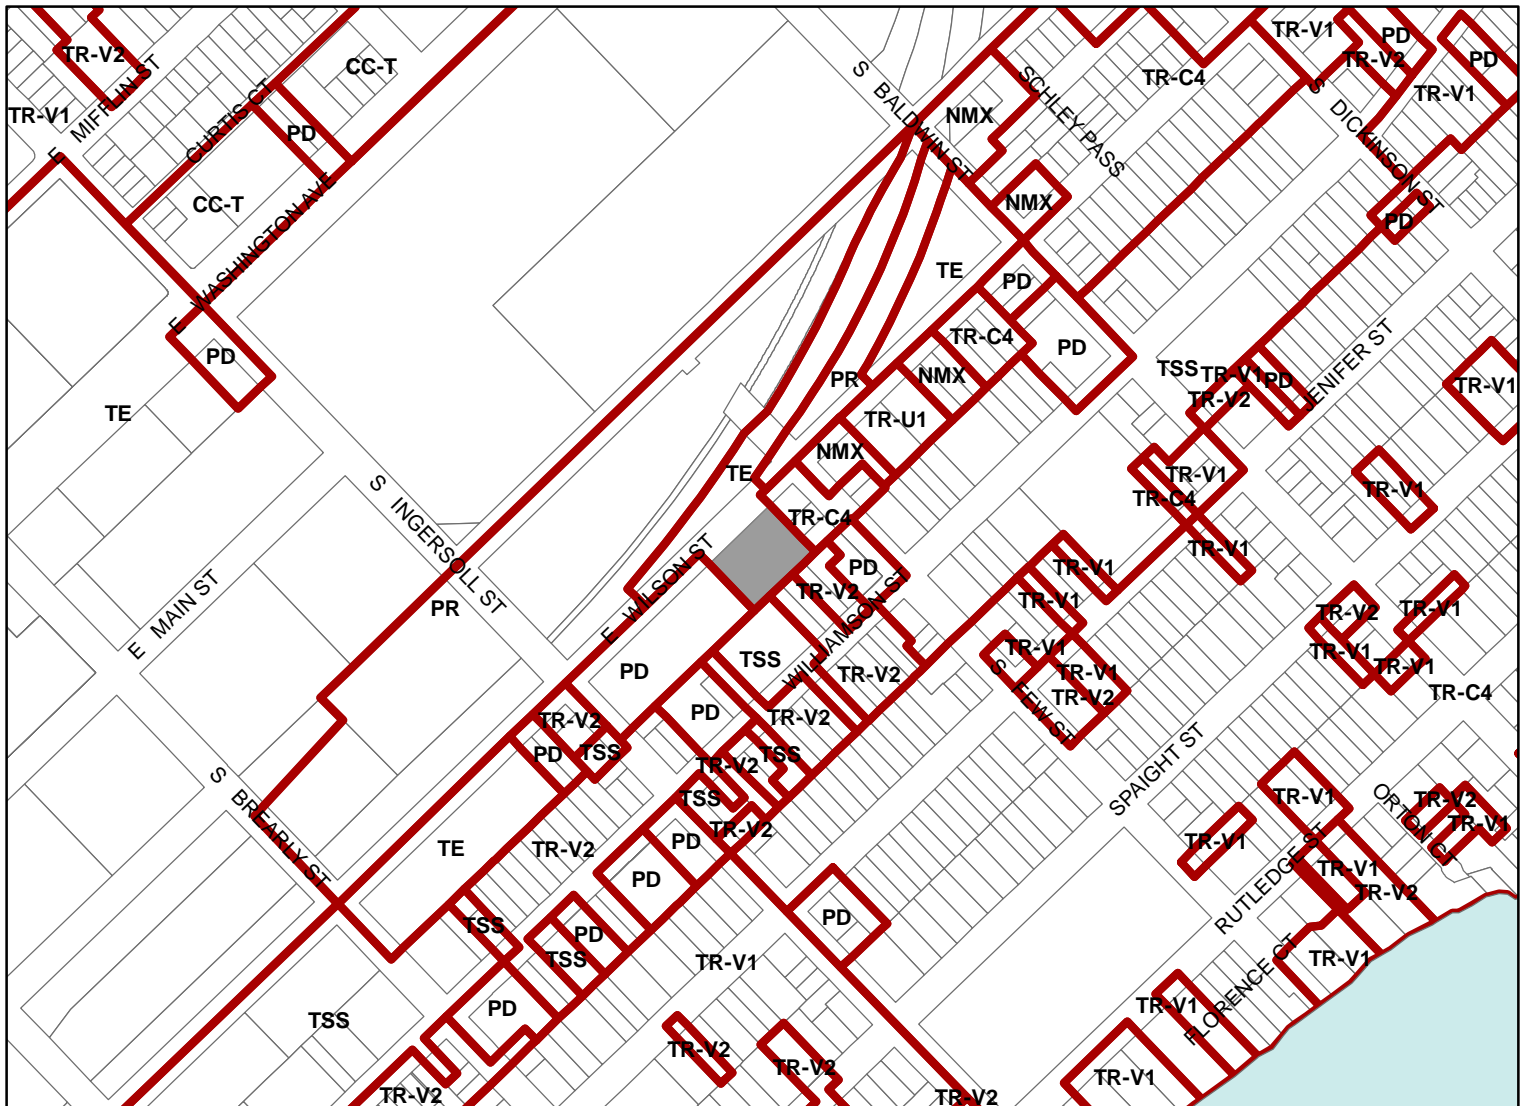 TR-V1
PD
TR-V2
PD
TR-V2
CC-T
TR-C4
TR-V1
TR-V1
E MIFFLIN ST
CURTIS CT
S BALDWIN ST
NMX
SCHLEY PASS
S DICKINSON ST
PD
CC-T
E WASHINGTON AVE
NMX
PD
TE
PD
TR-C4
PD
PD
TSS
TR-V1
PD
JENIFER ST
TR-V1
PR
NMX
TR-V2
TE
TR-U1
NMX
TE
TR-V1
TR-V1
TR-C4
S INGERSOLL ST
TR-C4
TR-V1
E WILSON ST
PD
TR-V1
TR-V2
WILLIAMSON ST
TR-V1
E MAIN ST
PR
TR-V2
TR-V1
TR-V1
TR-V1
TR-V1
PD
TSS
TR-V2
TR-V1
TR-V2
S FEW ST
TR-C4
PD
TR-V2
TR-V2
PD
TSS
TSS
TR-V2
SPAIGHT ST
S BREARLY ST
TSS
TR-V1
ORTON CT
TR-V2
TR-V1
TR-V2
PD
TR-V1
TE
TR-V2
RUTLEDGE ST
TR-V1
TR-V2
PD
PD
TSS
PD
TSS
TR-V1
FLORENCE CT
TR-V1
PD
TR-V1
TSS
TR-V2
TR-V2
TR-V1
TR-V2
TR-V2